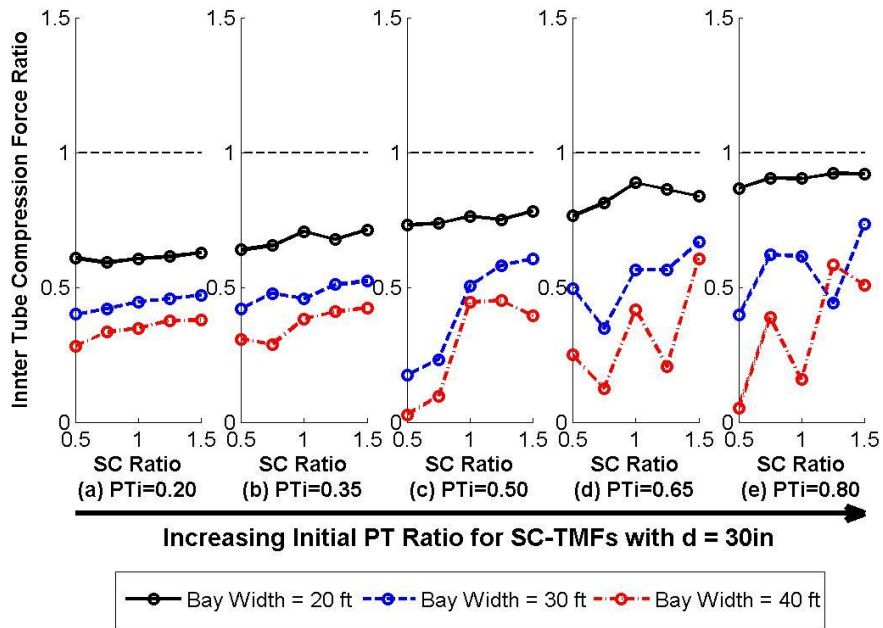 Innter Tube Compression Force Ratio
1.5 1.5 1.5 1.5 1.5
1 1 1 1 1
0.5 0.5 0.5 0.5 0.5
0 0 0 0 0
0.5 1 1.5 0.5 1 1.5 0.5 1 1.5 0.5 1 1.5 0.5 1 1.5
SC Ratio SC Ratio SC Ratio SC Ratio SC Ratio
(a) PTi=0.20 (b) PTi=0.35 (c) PTi=0.50 (d) PTi=0.65 (e) PTi=0.80
Increasing Initial PT Ratio for SC-TMFs with d = 30in
Bay Width = 20 ft Bay Width = 30 ft Bay Width = 40 ft